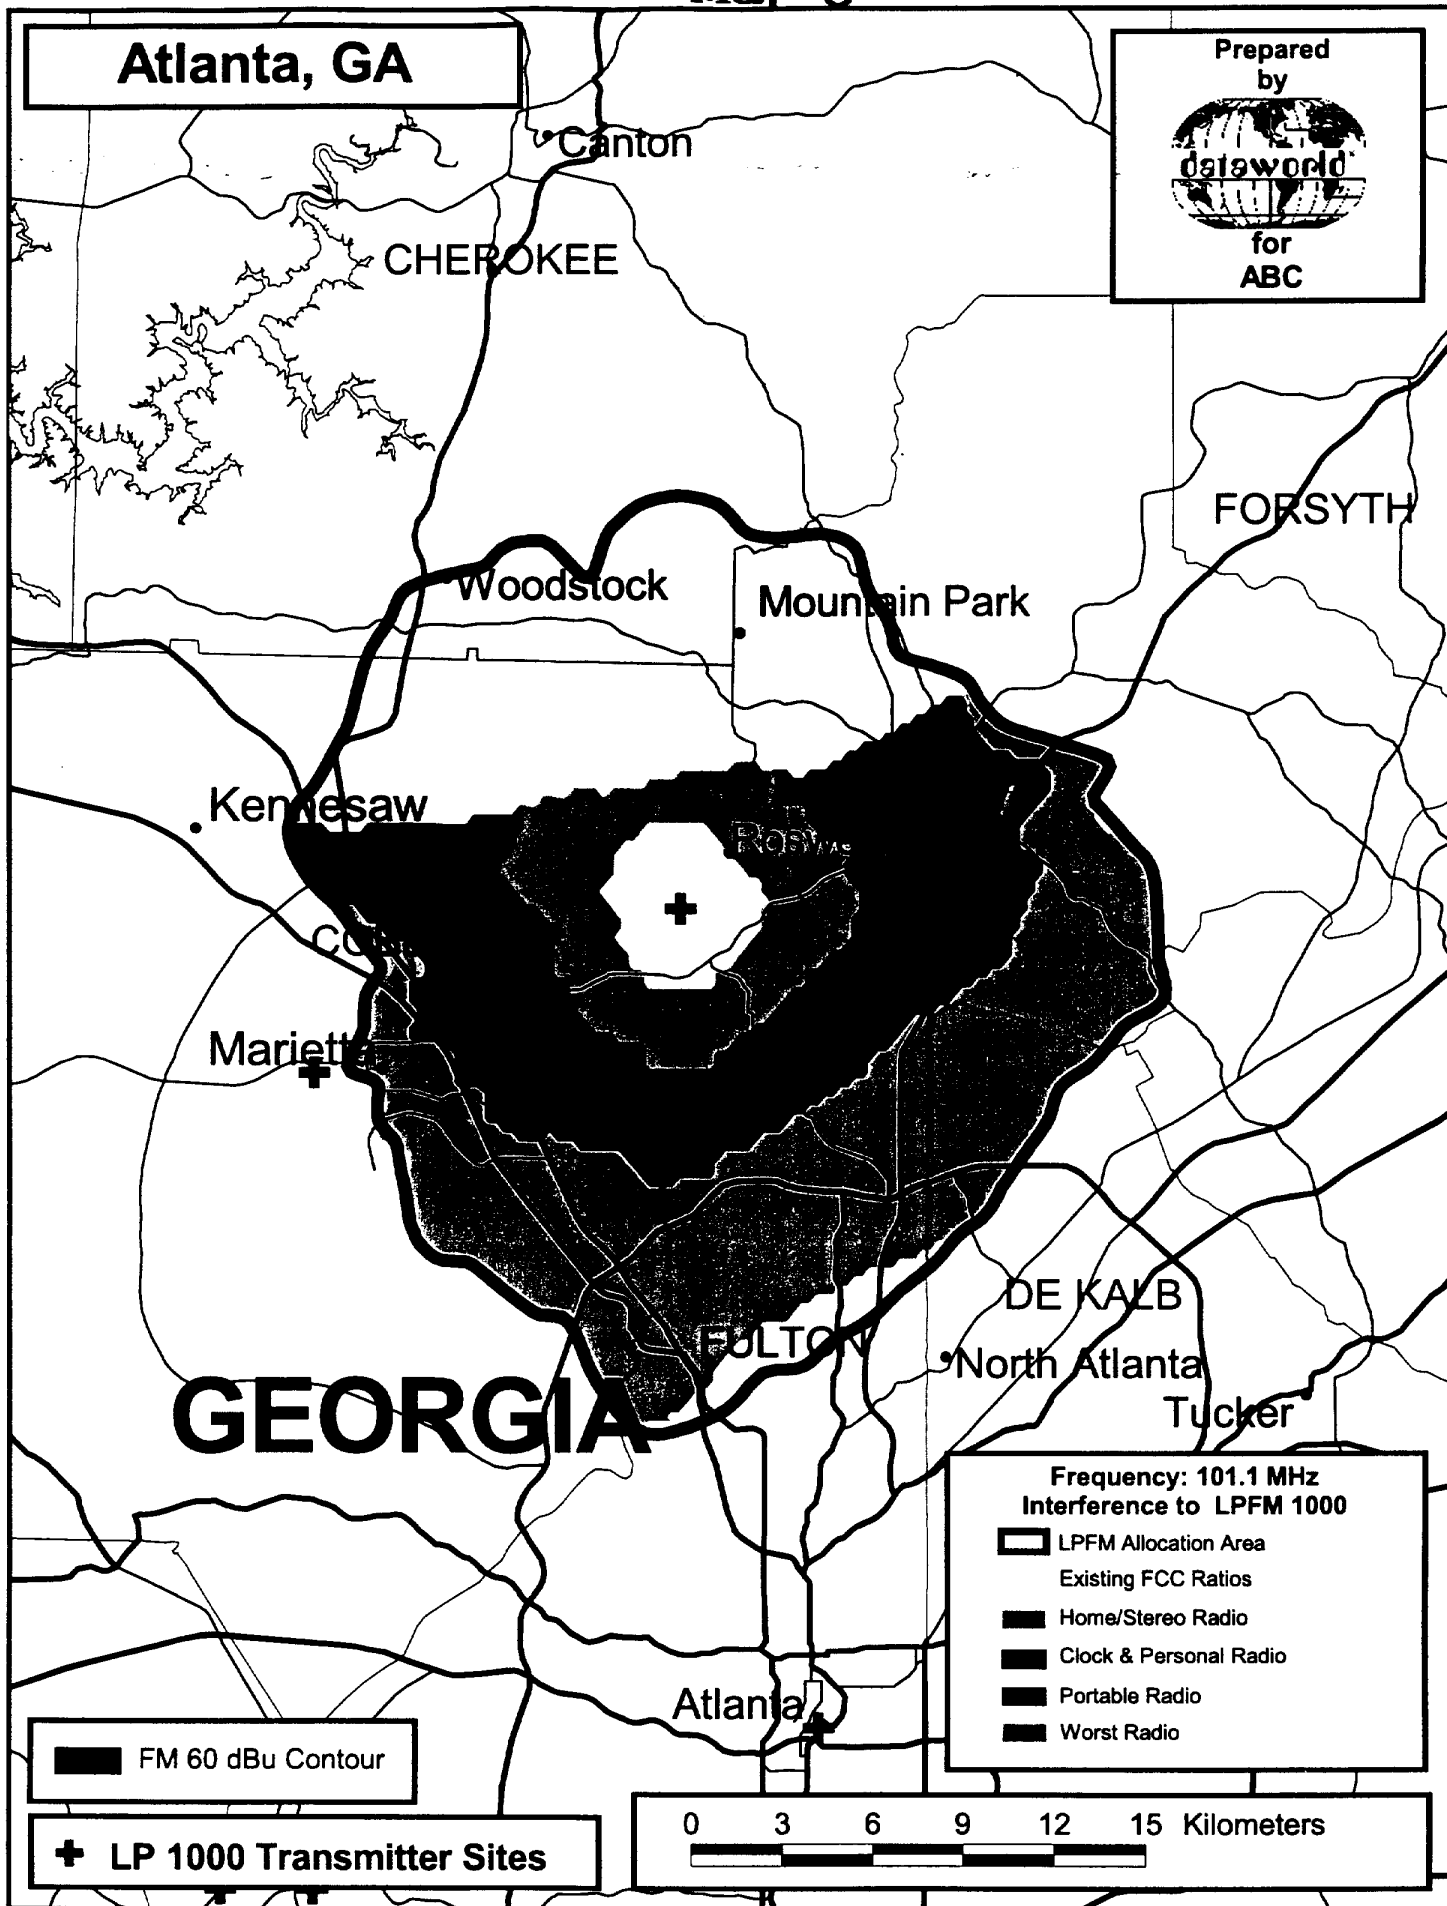 Atlanta, GA
Prepared
by
dataworld
for
ABC
Canton
CHEROKEE
FORSYTH
Woodstock
Mountain Park
Kennesaw
Marietta
DE KALB
FULTON
North Atlanta
GEORGIA
Tucker
Frequency: 101.1 MHz
Interference to LPFM 1000
LPFM Allocation Area
Existing FCC Ratios
Home/Stereo Radio
Clock & Personal Radio
Portable Radio
Worst Radio
Atlanta
FM 60 dBu Contour
LP 1000 Transmitter Sites
0 3 6 9 12 15 Kilometers